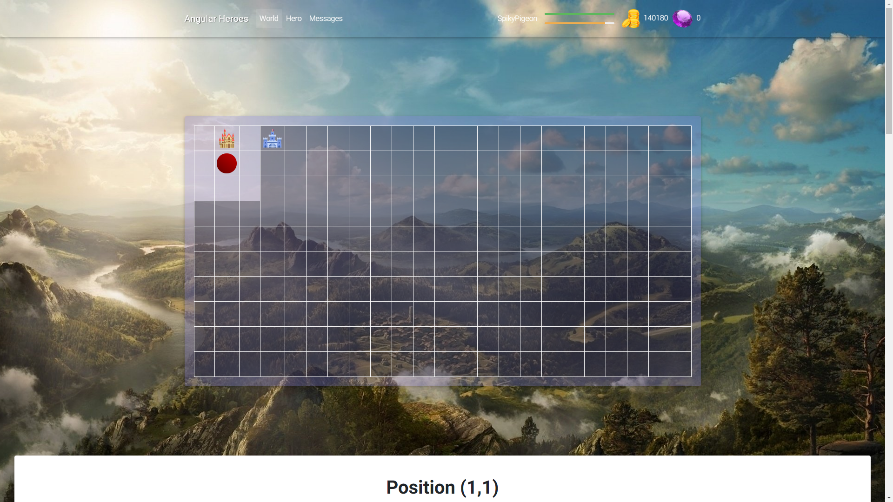 Angular Heroes World Hero Messages SpikyPigeon 140180 0
Position (1,1)